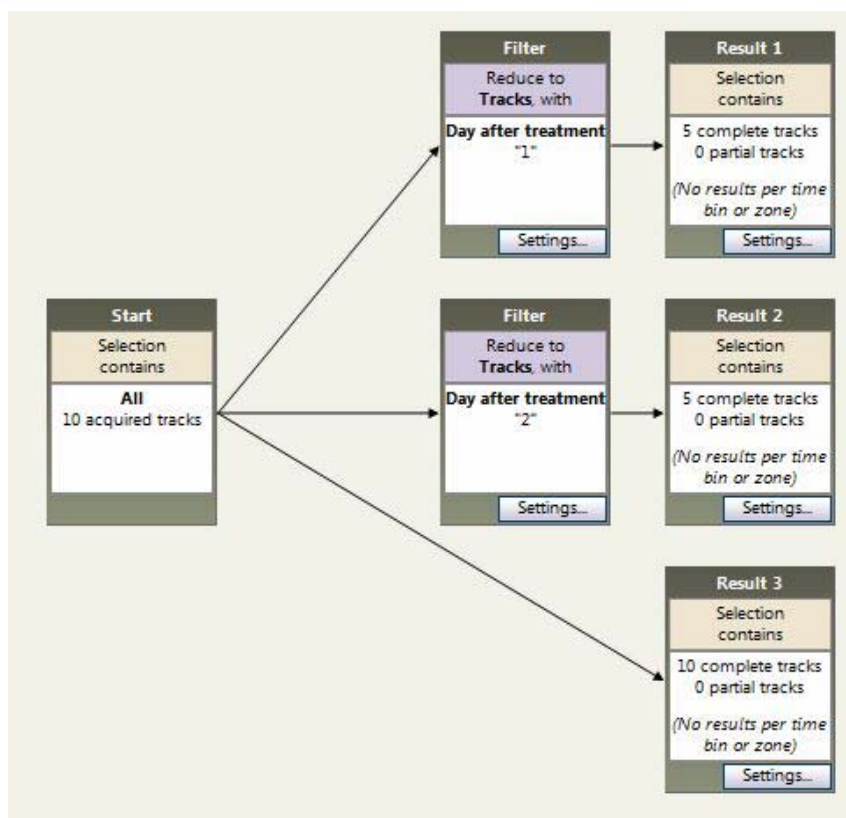 Filter
Reduce to
Tracks, with
Day after treatment
"1"
Settings...
Result 1
Selection
contains
5 complete tracks
0 partial tracks
(No results per time
bin or zone)
Settings...
Start
Selection
contains
All
10 acquired tracks
Filter
Reduce to
Tracks, with
Day after treatment
"2"
Settings...
Result 2
Selection
contains
5 complete tracks
0 partial tracks
(No results per time
bin or zone)
Settings...
Result 3
Selection
contains
10 complete tracks
0 partial tracks
(No results per time
bin or zone)
Settings...